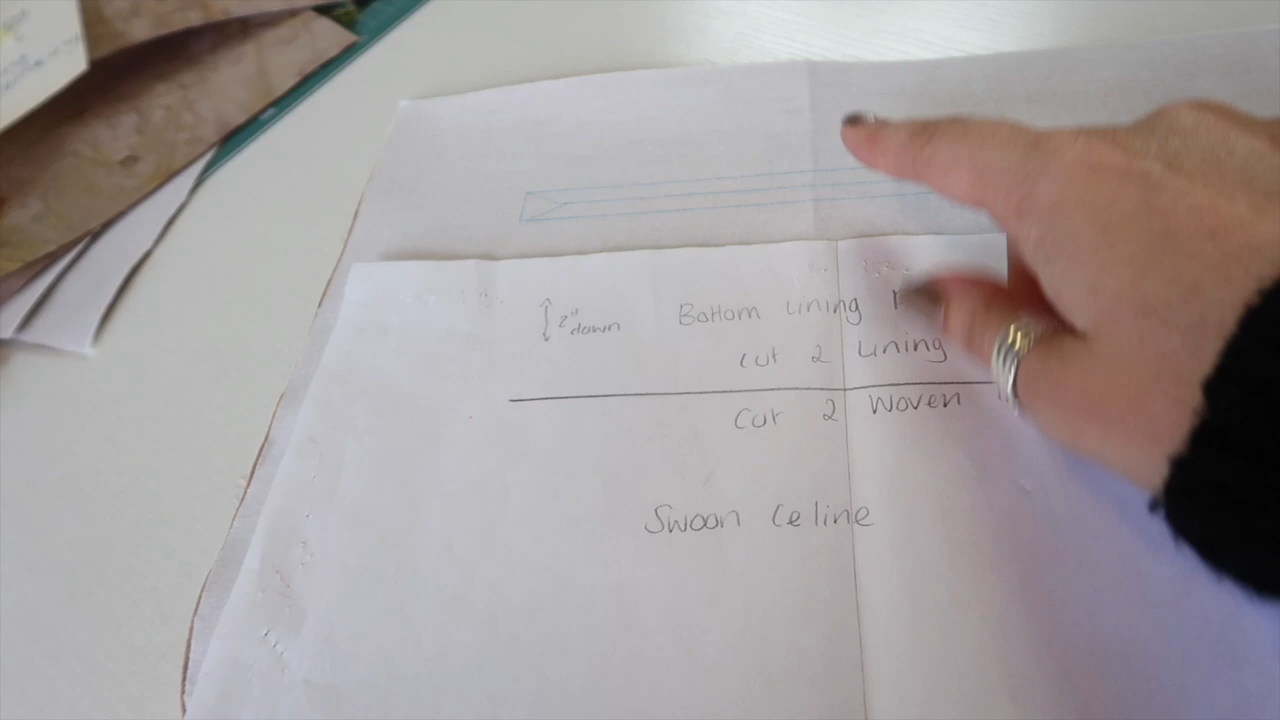 2" down
Bottom Lining
Cut 2 Lining
Cut 2 Woven
Swoon Celine